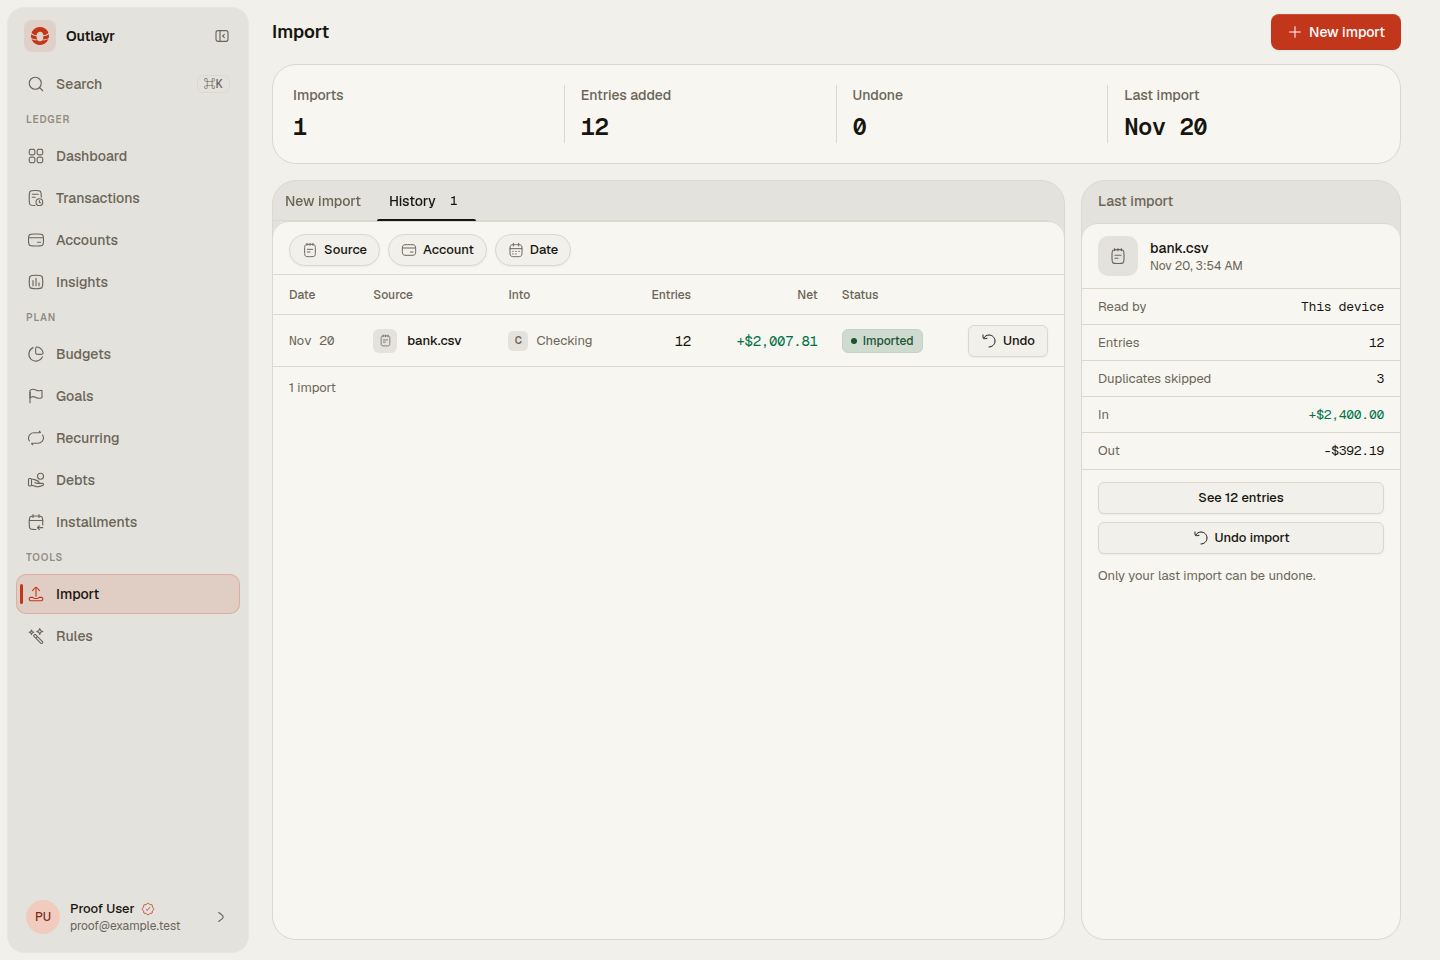 Outlayr
Search
⌘K
LEDGER
Dashboard
Transactions
Accounts
Insights
PLAN
Budgets
Goals
Recurring
Debts
Installments
TOOLS
Import
Rules
PU
Proof User
proof@example.test
Import
New import
Imports
1
Entries added
12
Undone
0
Last import
Nov 20
New import
History 1
Source
Account
Date
Date Source Into Entries Net Status
Nov 20 bank.csv C Checking 12 +$2,007.81 Imported Undo
1 import
Last import
bank.csv
Nov 20, 3:54 AM
Read by This device
Entries 12
Duplicates skipped 3
In +$2,400.00
Out -$392.19
See 12 entries
Undo import
Only your last import can be undone.